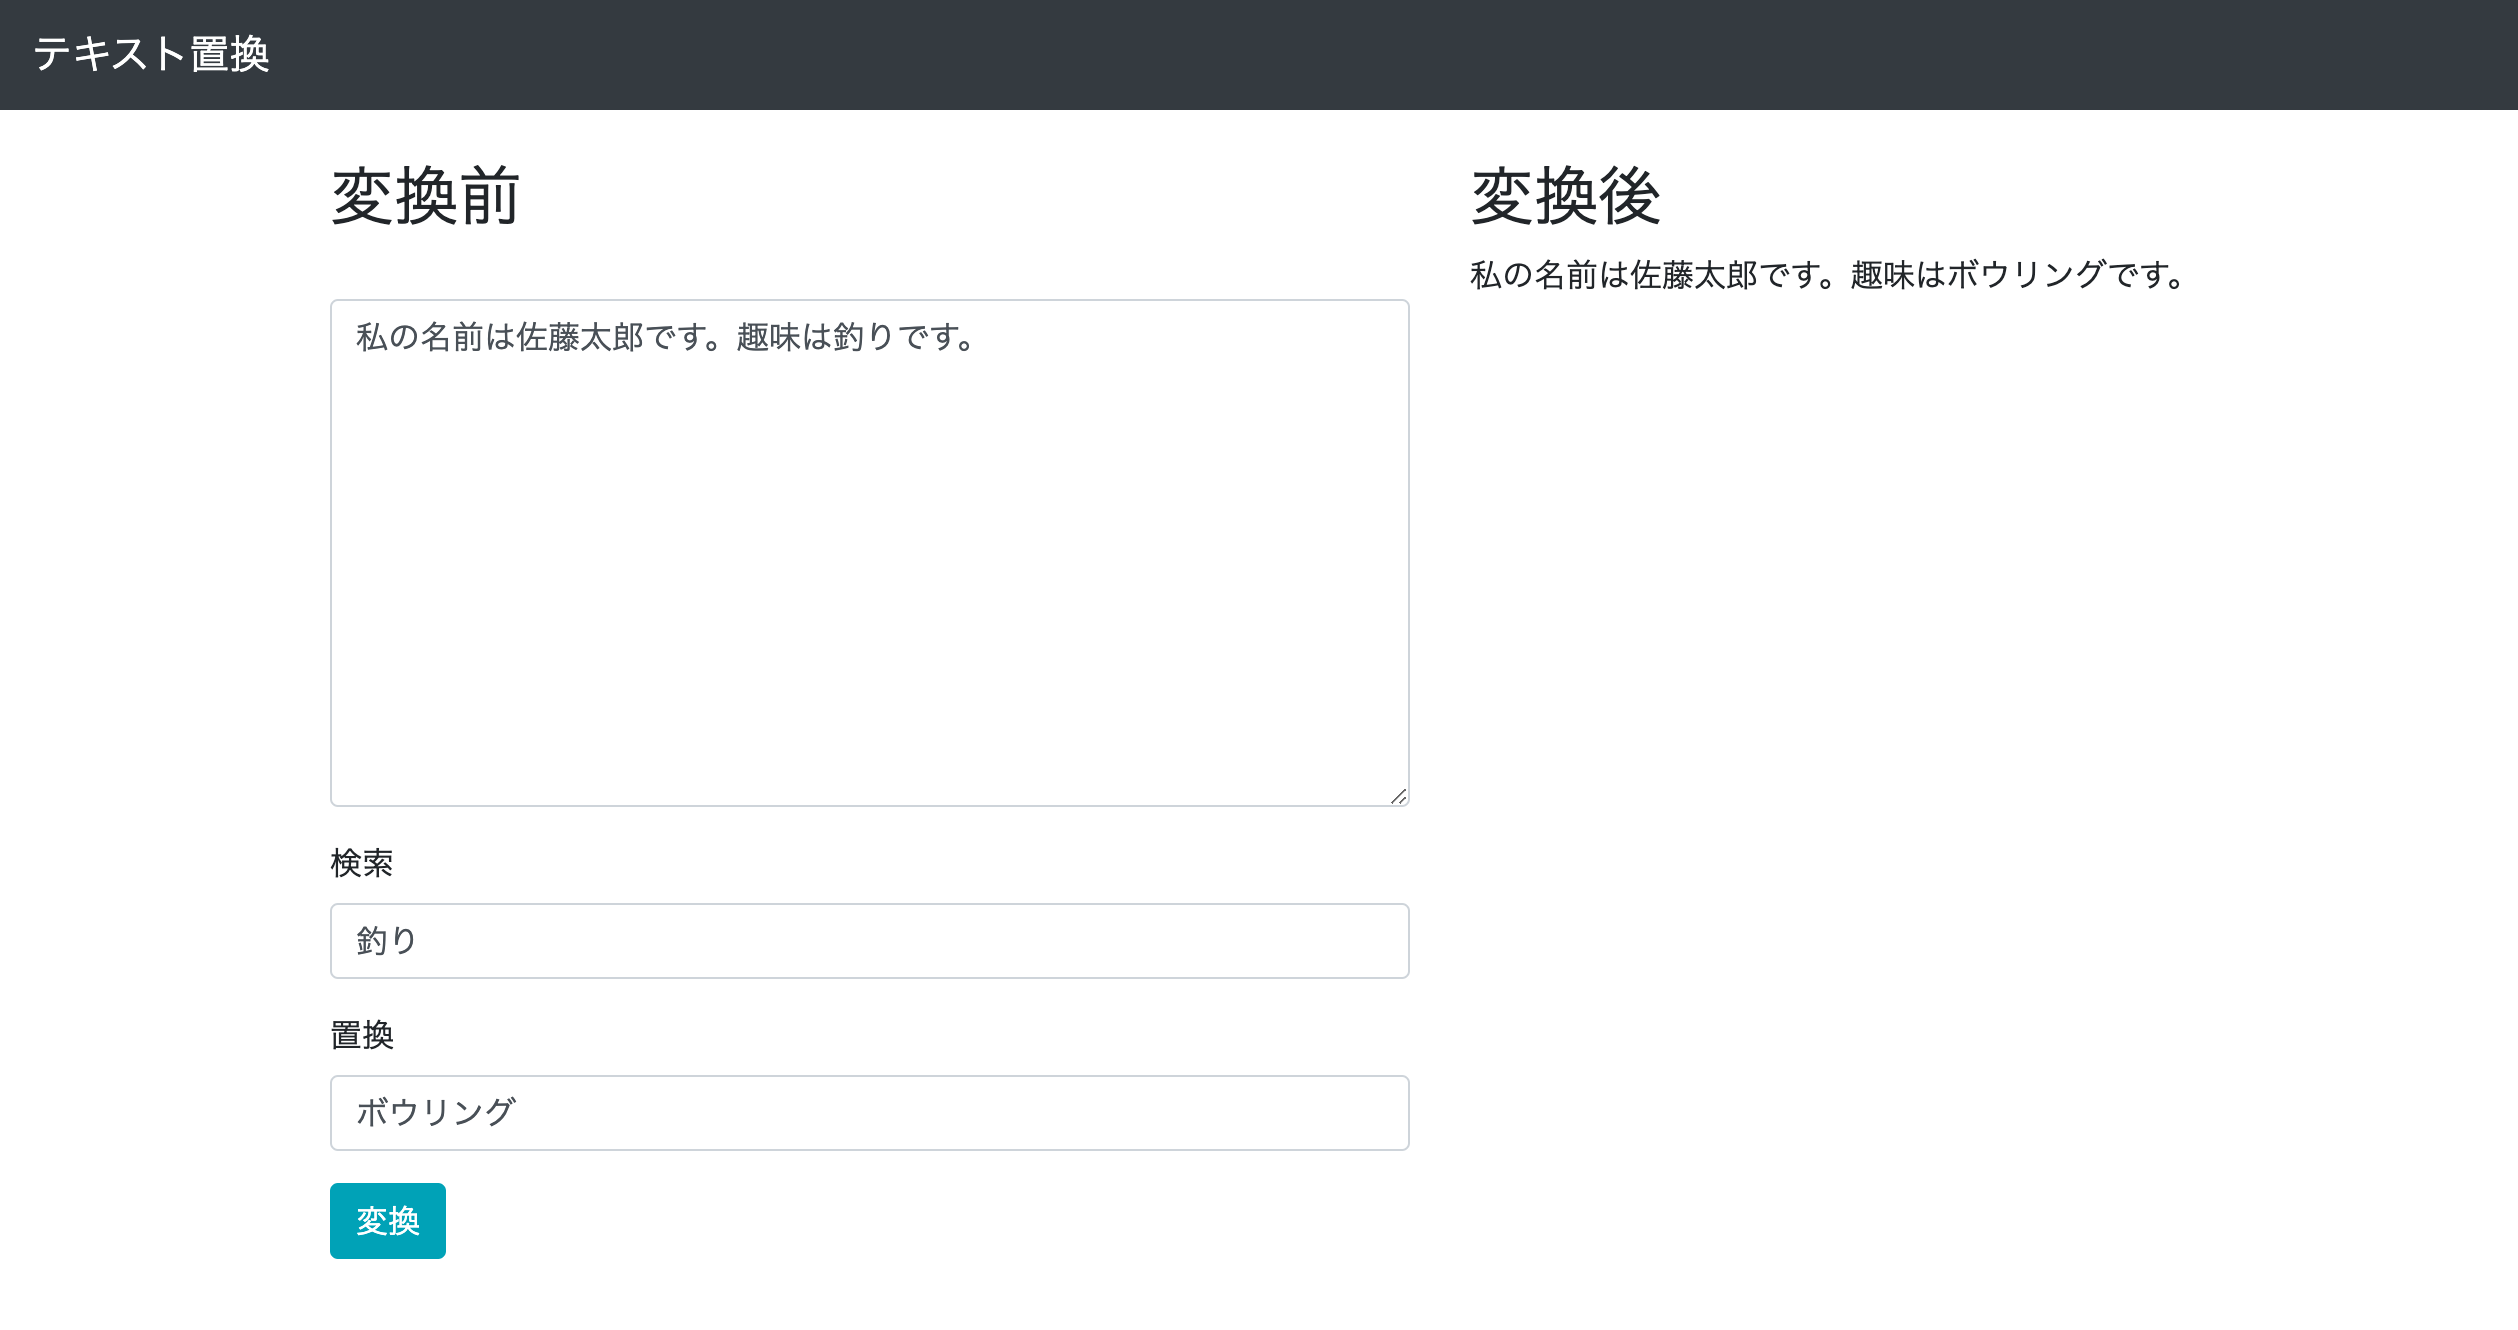 テキスト置換
変換前
私の名前は佐藤太郎です。趣味は釣りです。
検索
釣り
置換
ボウリング
変換
変換後
私の名前は佐藤太郎です。趣味はボウリングです。